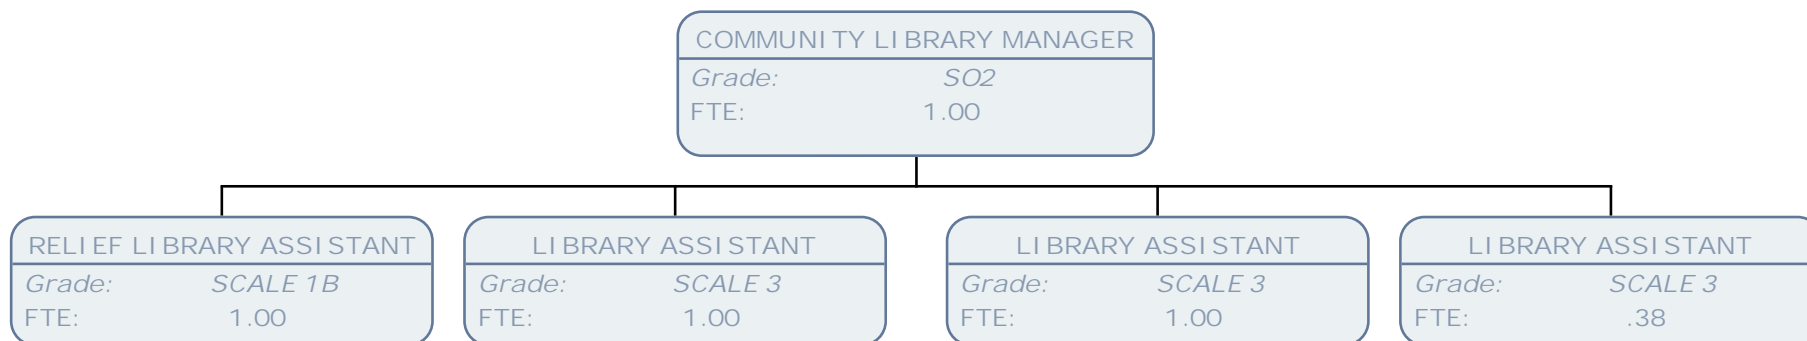 COMMUNITY LIBRARY MANAGER
Grade: SO2
FTE: 1.00
RELIEF LIBRARY ASSISTANT
Grade: SCALE 1B
FTE: 1.00
LIBRARY ASSISTANT
Grade: SCALE 3
FTE: 1.00
LIBRARY ASSISTANT
Grade: SCALE 3
FTE: 1.00
LIBRARY ASSISTANT
Grade: SCALE 3
FTE: .38